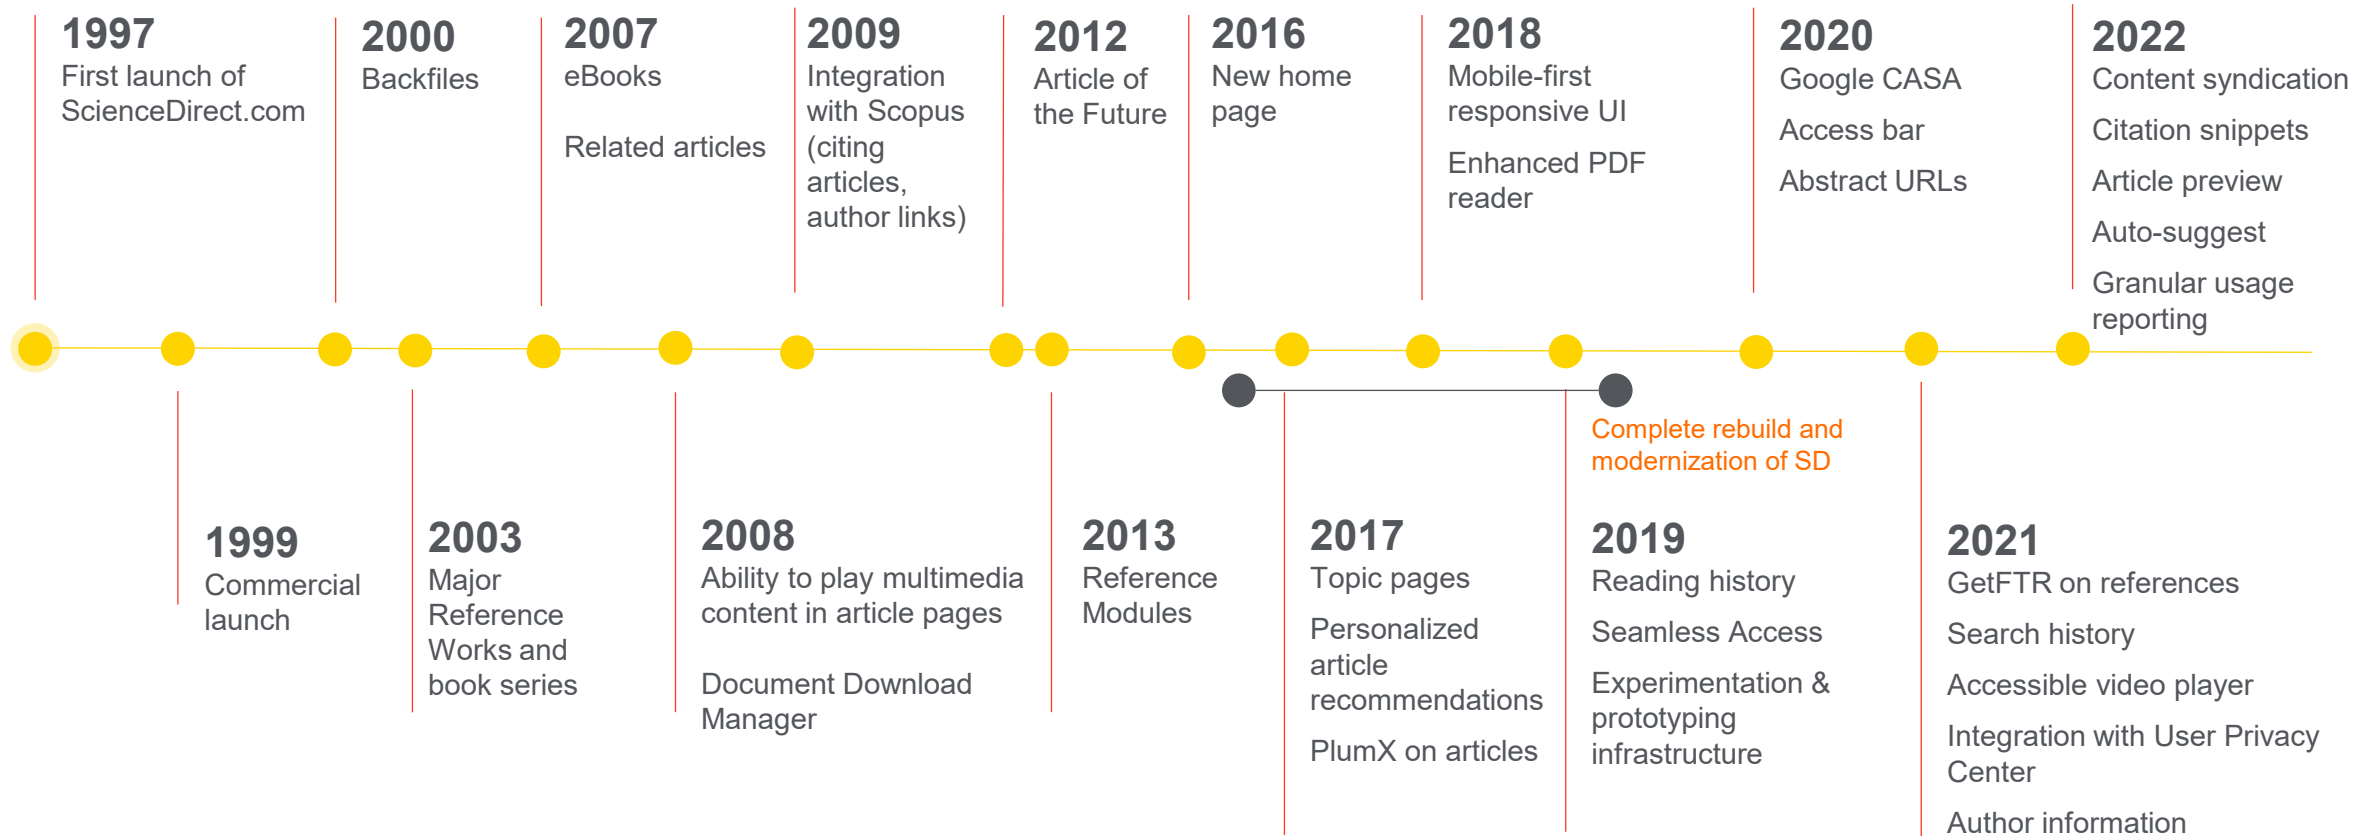 1997
First launch of
ScienceDirect.com
2000
Backfiles
2007
eBooks
Related articles
2009
Integration
with Scopus
(citing
articles,
author links)
2012
Article of
the Future
2016
New home
page
2018
Mobile-first
responsive UI
Enhanced PDF
reader
2020
Google CASA
Access bar
Abstract URLs
2022
Content syndication
Citation snippets
Article preview
Auto-suggest
Granular usage
reporting
Complete rebuild and
modernization of SD
1999
Commercial
launch
2003
Major
Reference
Works and
book series
2008
Ability to play multimedia
content in article pages
Document Download
Manager
2013
Reference
Modules
2017
Topic pages
Personalized
article
recommendations
PlumX on articles
2019
Reading history
Seamless Access
Experimentation &
prototyping
infrastructure
2021
GetFTR on references
Search history
Accessible video player
Integration with User Privacy
Center
Author information